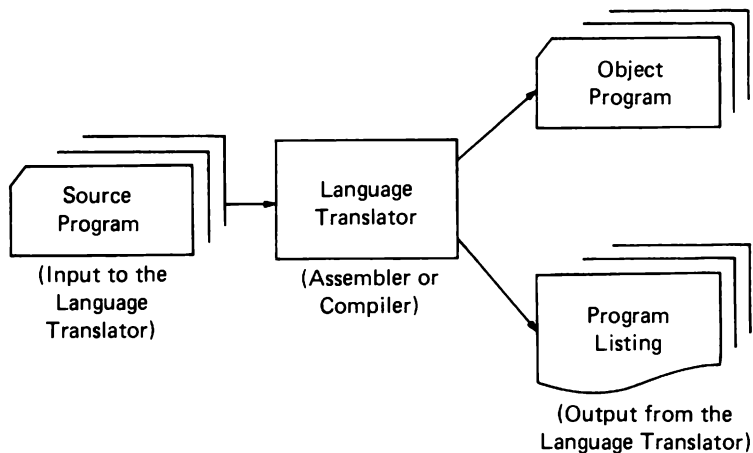 Source
Program
(Input to the
Language
Translator)
Language
Translator
(Assembler or
Compiler)
Object
Program
Program
Listing
(Output from the
Language Translator)